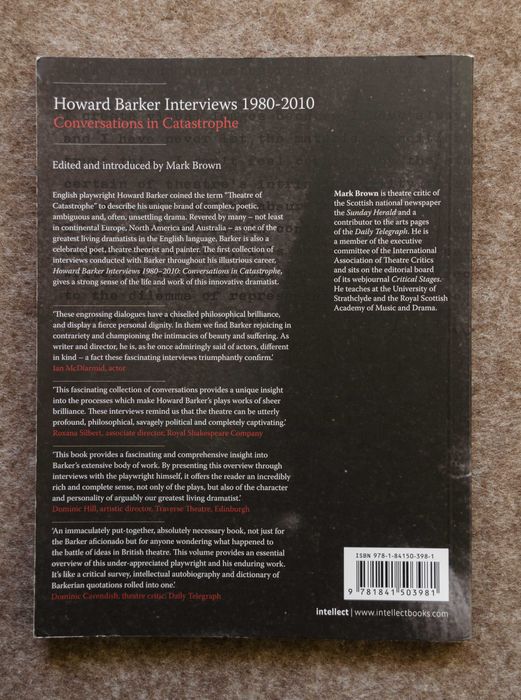 Howard Barker Interviews 1980-2010
Conversations in Catastrophe
Edited and introduced by Mark Brown
English playwright Howard Barker coined the term "Theatre of
Catastrophe" to describe his unique brand of complex, poetic,
ambiguous and, often, unsettling drama. Revered by many – not least
in continental Europe, North America and Australia – as one of the
greatest living dramatists in the English language, Barker is also a
celebrated poet, theatre theorist and painter. The first collection of
interviews conducted with Barker throughout his illustrious career,
Howard Barker Interviews 1980–2010: Conversations in Catastrophe,
gives a strong sense of the life and work of this innovative dramatist.
'These engrossing dialogues have a chiselled philosophical brilliance,
and display a fierce personal dignity. In them we find Barker rejoicing in
contrariety and championing the intimacies of beauty and suffering. As
writer and director, he is, as he once admiringly said of actors, different
in kind – a fact these fascinating interviews triumphantly confirm.'
Ian McDiarmid, actor
'This fascinating collection of conversations provides a unique insight
into the processes which make Howard Barker's plays works of sheer
brilliance. These interviews remind us that the theatre can be utterly
profound, philosophical, savagely political and completely captivating.'
Roxana Silbert, associate director, Royal Shakespeare Company
'This book provides a fascinating and comprehensive insight into
Barker's extensive body of work. By presenting this overview through
interviews with the playwright himself, it offers the reader an incredibly
rich and complete sense, not only of the plays, but also of the character
and personality of arguably our greatest living dramatist.'
Dominic Hill, artistic director, Traverse Theatre, Edinburgh
'An immaculately put-together, absolutely necessary book, not just for
the Barker aficionado but for anyone wondering what happened to
the battle of ideas in British theatre. This volume provides an essential
overview of this under-appreciated playwright and his enduring work.
It's like a critical survey, intellectual autobiography and dictionary of
Barkerian quotations rolled into one.'
Dominic Cavendish, theatre critic, Daily Telegraph
Mark Brown is theatre critic of
the Scottish national newspaper
the Sunday Herald and a
contributor to the arts pages
of the Daily Telegraph. He is
a member of the executive
committee of the International
Association of Theatre Critics
and sits on the editorial board
of its webjournal Critical Stages.
He teaches at the University of
Strathclyde and the Royal Scottish
Academy of Music and Drama.
ISBN 978-1-84150-398-1
9 781841 503981
intellect | www.intellectbooks.com